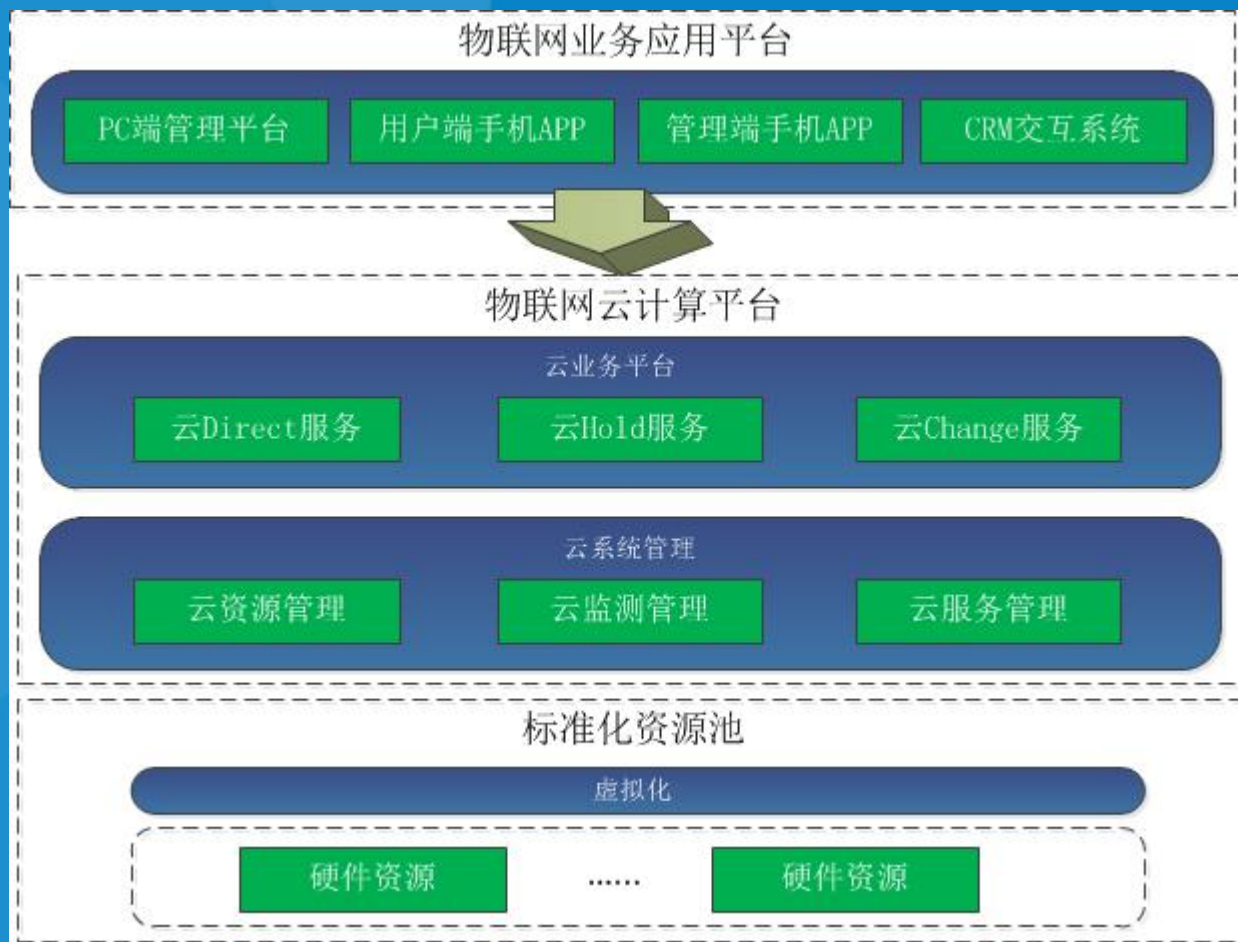 物联网业务应用平台
PC端管理平台 用户端手机APP 管理端手机APP CRM交互系统
物联网云计算平台
云业务平台
云Direct服务 云Hold服务 云Change服务
云系统管理
云资源管理 云监测管理 云服务管理
标准化资源池
虚拟化
硬件资源 …… 硬件资源